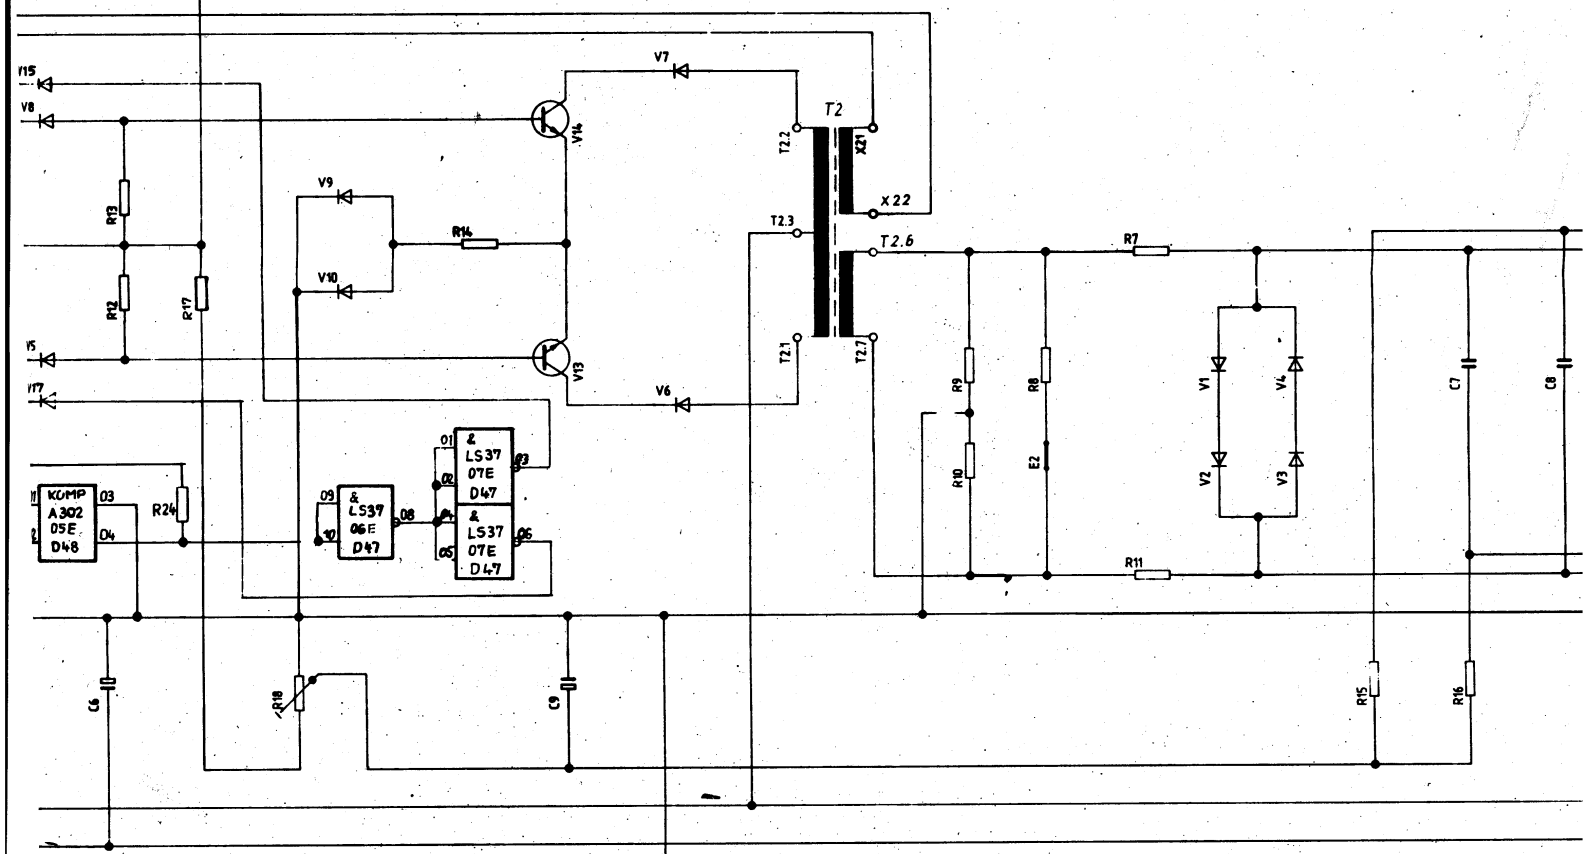 V15
V8
V7
T2
V14
T2.2
X21
V9
R13
X22
T2.3
R14
T2.6
R7
V10
R12
R17
V5
V13
T2.1
T2.7
V17
V6
R9
R8
V1
V4
C7
C8
01
&
LS37
03
07E
02
D47
R10
E2
V2
V3
KOMP
03
A302
05E
04
D48
R24
09
&
LS37
08
06E
10
D47
04
&
LS37
06
07E
05
D47
R11
C6
R18
C9
R15
R16